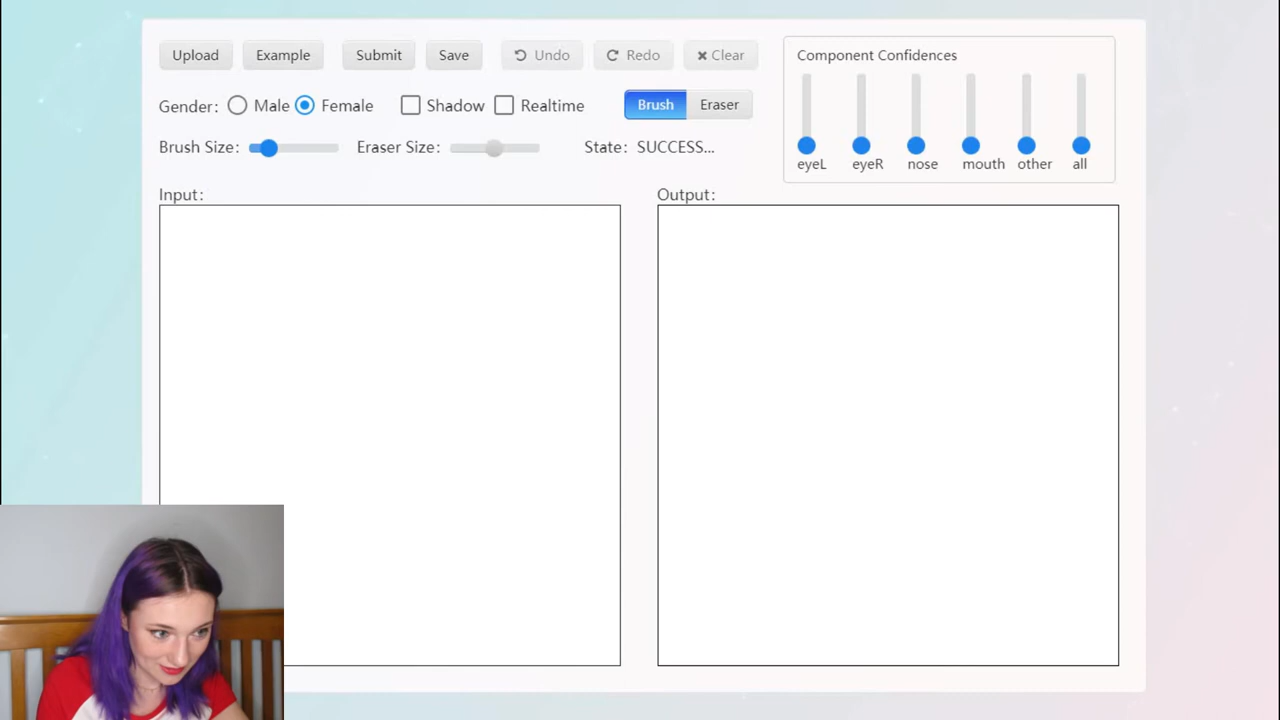 Upload Example Submit Save Undo Redo Clear
Component Confidences
Gender: Male Female Shadow Realtime Brush Eraser
Brush Size: Eraser Size: State: SUCCESS...
eyeL eyeR nose mouth other all
Input: Output: